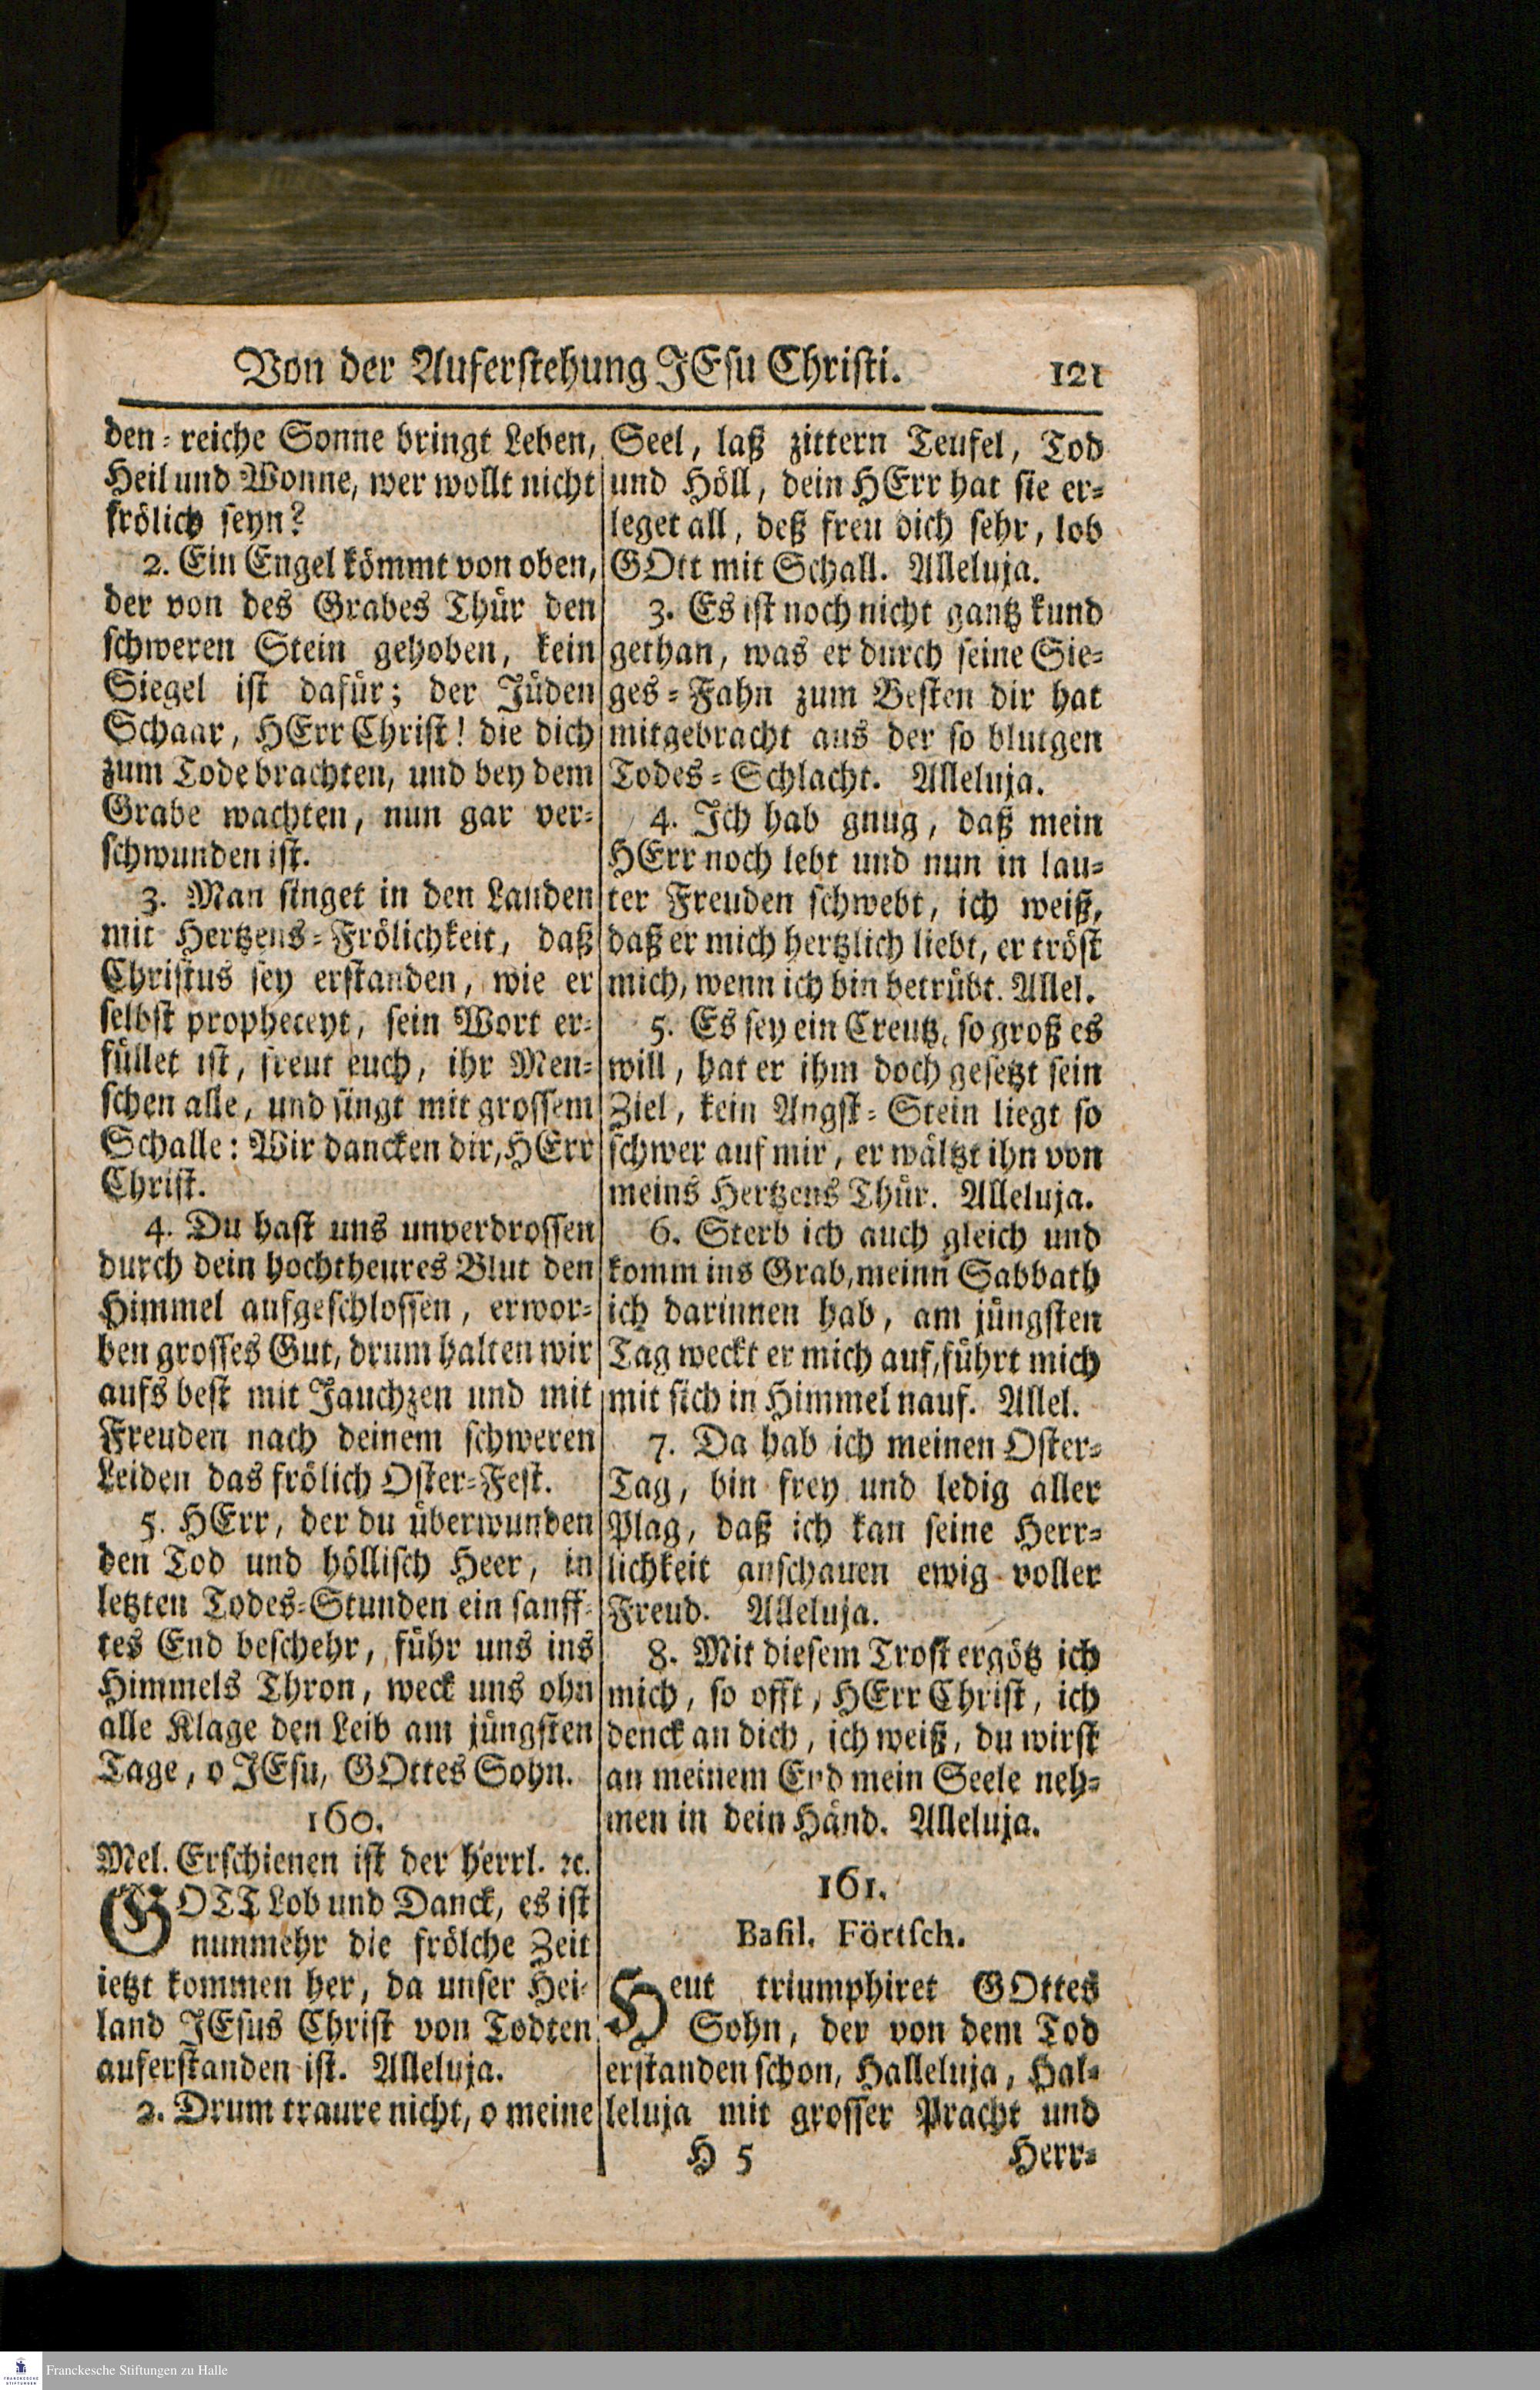 Von der Auferstehung JEsu Christi. 121
den-reiche Sonne bringt Leben,
Heil und Wonne, wer wollt nicht
frölich seyn?
2. Ein Engel kömmt von oben,
der von des Grabes Thür den
schweren Stein gehoben, kein
Siegel ist dafür; der Jüden
Schaar, HErr Christ! die dich
zum Tode brachten, und bey dem
Grabe wachten, nun gar ver-
schwunden ist.
3. Man singet in den Landen
mit Hertzens-Frölichkeit, daß
Christus sey erstanden, wie er
selbst propheceyt, sein Wort er-
füllet ist, freut euch, ihr Men-
schen alle, und singt mit grossem
Schalle: Wir dancken dir, HErr
Christ.
4. Du hast uns unverdrossen
durch dein hochtheures Blut den
Himmel aufgeschlossen, erwor-
ben grosses Gut, drum halten wir
aufs best mit Jauchzen und mit
Freuden nach deinem schweren
Leiden das frölich Oster-Fest.
5. HErr, der du überwunden
den Tod und höllisch Heer, in
letzten Todes-Stunden ein sanff-
tes End beschehr, führ uns ins
Himmels Thron, weck uns ohn
alle Klage den Leib am jüngsten
Tage, o JEsu, GOttes Sohn.
160.
Mel. Erschienen ist der herrl. ꝛc.
GOTT Lob und Danck, es ist
nunmehr die frölche Zeit
ietzt kommen her, da unser Hei-
land JEsus Christ von Todten
auferstanden ist. Alleluja.
2. Drum traure nicht, o meine
Seel, laß zittern Teufel, Tod
und Höll, dein HErr hat sie er-
leget all, deß freu dich sehr, lob
GOtt mit Schall. Alleluja.
3. Es ist noch nicht gantz kund
gethan, was er durch seine Sie-
ges-Fahn zum Besten dir hat
mitgebracht aus der so blutgen
Todes-Schlacht. Alleluja.
4. Ich hab gnug, daß mein
HErr noch lebt und nun in lau-
ter Freuden schwebt, ich weiß,
daß er mich hertzlich liebt, er tröst
mich, wenn ich bin betrübt. Allel.
5. Es sey ein Creutz, so groß es
will, hat er ihm doch gesetzt sein
Ziel, kein Angst-Stein liegt so
schwer auf mir, er wältzt ihn von
meins Hertzens Thür. Alleluja.
6. Sterb ich auch gleich und
komm ins Grab, meinn Sabbath
ich darinnen hab, am jüngsten
Tag weckt er mich auf, führt mich
mit sich in Himmel nauf. Allel.
7. Da hab ich meinen Oster-
Tag, bin frey und ledig aller
Plag, daß ich kan seine Herr-
lichkeit anschauen ewig voller
Freud. Alleluja.
8. Mit diesem Trost ergötz ich
mich, so offt, HErr Christ, ich
denck an dich, ich weiß, du wirst
an meinem End mein Seele neh-
men in dein Händ. Alleluja.
161.
Basil. Förtsch.
Heut triumphiret GOttes
Sohn, der von dem Tod
erstanden schon, Halleluja, Hal-
leluja mit grosser Pracht und
H 5 Herr-
FRANCKESCHE STIFTUNGEN
Franckesche Stiftungen zu Halle